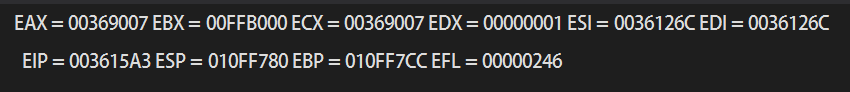 EAX = 00369007 EBX = 00FFB000 ECX = 00369007 EDX = 00000001 ESI = 0036126C EDI = 0036126C
EIP = 003615A3 ESP = 010FF780 EBP = 010FF7CC EFL = 00000246